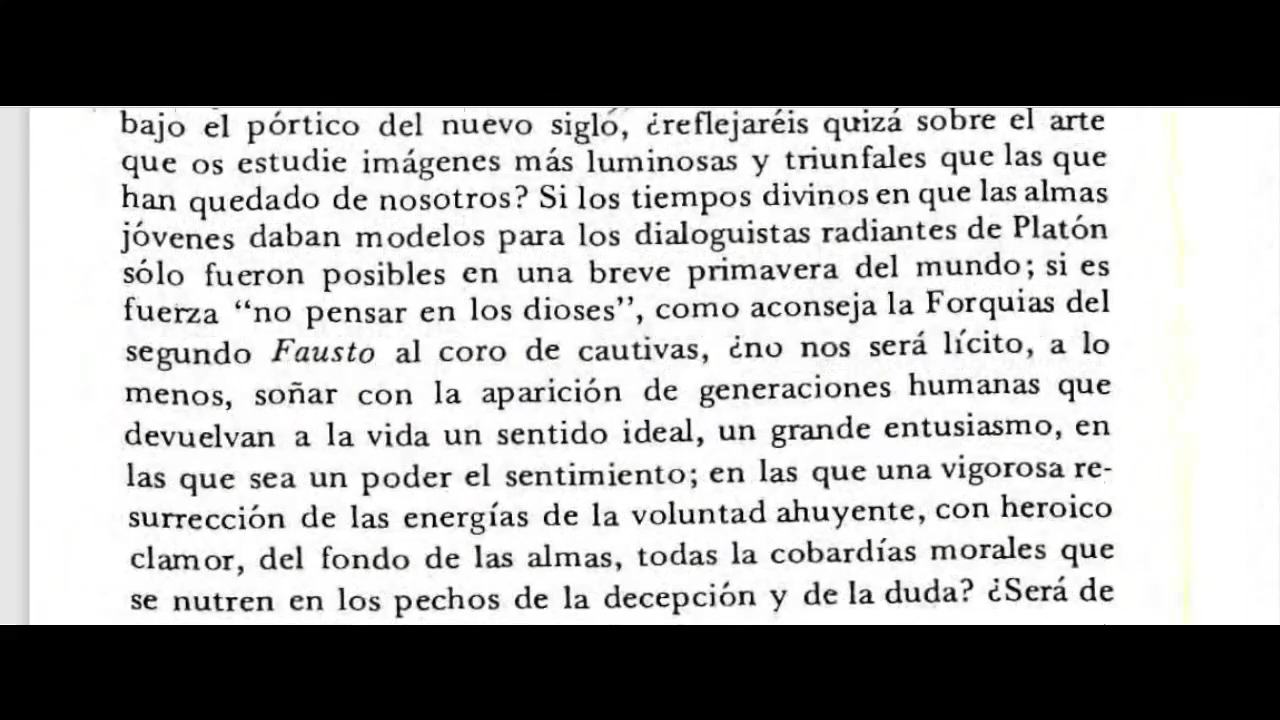 bajo el pórtico del nuevo siglo, ¿reflejaréis quizá sobre el arte
que os estudie imágenes más luminosas y triunfales que las que
han quedado de nosotros? Si los tiempos divinos en que las almas
jóvenes daban modelos para los dialoguistas radiantes de Platón
sólo fueron posibles en una breve primavera del mundo; si es
fuerza “no pensar en los dioses”, como aconseja la Forquias del
segundo Fausto al coro de cautivas, ¿no nos será lícito, a lo
menos, soñar con la aparición de generaciones humanas que
devuelvan a la vida un sentido ideal, un grande entusiasmo, en
las que sea un poder el sentimiento; en las que una vigorosa re-
surrección de las energías de la voluntad ahuyente, con heroico
clamor, del fondo de las almas, todas la cobardías morales que
se nutren en los pechos de la decepción y de la duda? ¿Será de